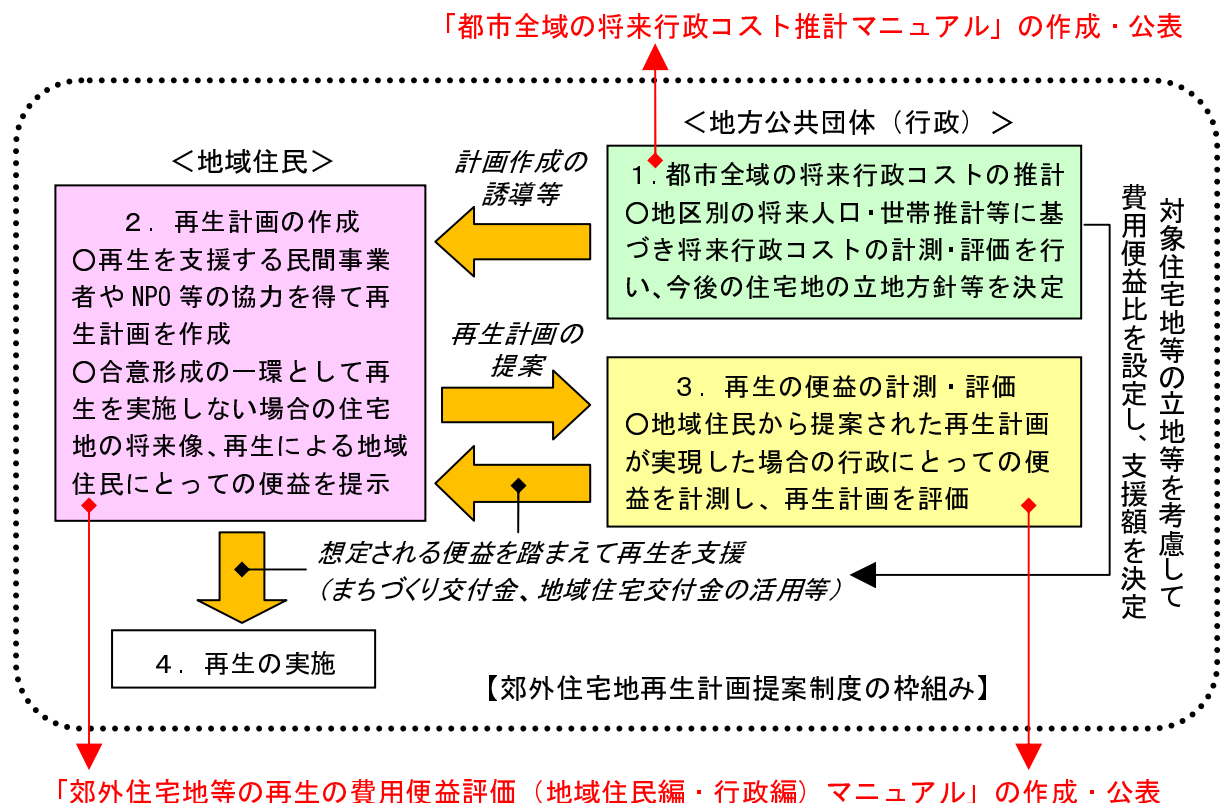 「都市全域の将来行政コスト推計マニュアル」の作成・公表
＜地方公共団体（行政）＞
１．都市全域の将来行政コストの推計
○地区別の将来人口・世帯推計等に基
づき将来行政コストの計測・評価を行
い、今後の住宅地の立地方針等を決定
＜地域住民＞
２．再生計画の作成
○再生を支援する民間事業
者やNPO等の協力を得て再
生計画を作成
○合意形成の一環として再
生を実施しない場合の住宅
地の将来像、再生による地域
住民にとっての便益を提示
計画作成の
誘導等
再生計画の
提案
３．再生の便益の計測・評価
○地域住民から提案された再生計画
が実現した場合の行政にとっての便
益を計測し、再生計画を評価
対象住宅地等の立地等を考慮して
費用便益比を設定し、支援額を決定
想定される便益を踏まえて再生を支援
（まちづくり交付金、地域住宅交付金の活用等）
４．再生の実施
【郊外住宅地再生計画提案制度の枠組み】
「郊外住宅地等の再生の費用便益評価（地域住民編・行政編）マニュアル」の作成・公表